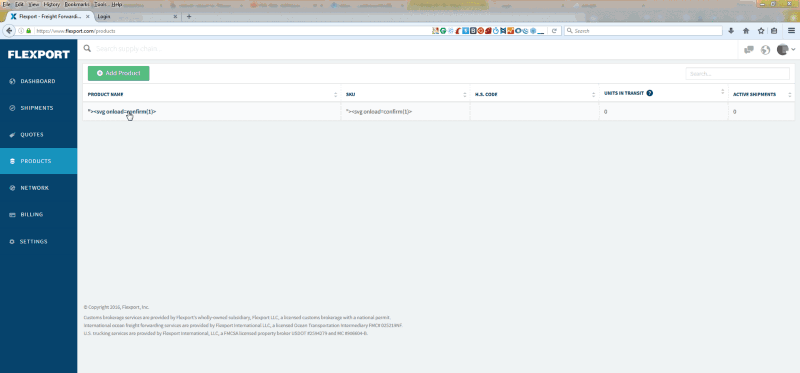 File Edit View History Bookmarks Tools Help
Flexport - Freight Forwardi...
Login
https://www.flexport.com/products
Search
FLEXPORT
Search supply chain
DASHBOARD
SHIPMENTS
QUOTES
PRODUCTS
NETWORK
BILLING
SETTINGS
Add Product
Search...
PRODUCT NAME SKU H.S. CODE UNITS IN TRANSIT ? ACTIVE SHIPMENTS
"><svg onload=confirm(1)> "><svg onload=confirm(1)> 0 0
© Copyright 2016, Flexport, Inc.
Customs brokerage services are provided by Flexport's wholly-owned subsidiary, Flexport LLC, a licensed customs brokerage with a national permit.
International ocean freight forwarding services are provided by Flexport International LLC, a licensed Ocean Transportation Intermediary FMC#
U.S. trucking services are provided by Flexport International, LLC, a FMCSA licensed property broker USDOT and MC